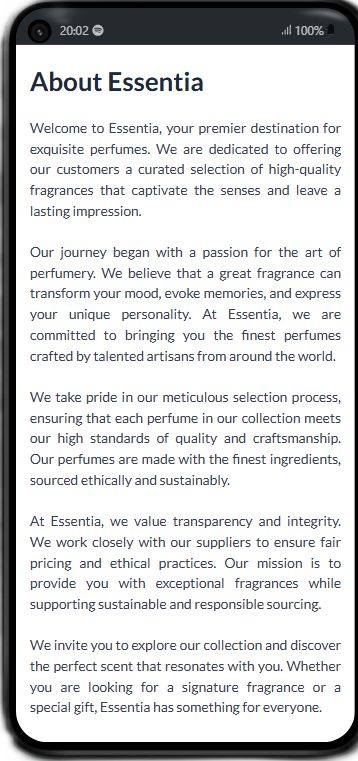 20:02
100%
About Essentia
Welcome to Essentia, your premier destination for
exquisite perfumes. We are dedicated to offering
our customers a curated selection of high-quality
fragrances that captivate the senses and leave a
lasting impression.
Our journey began with a passion for the art of
perfumery. We believe that a great fragrance can
transform your mood, evoke memories, and express
your unique personality. At Essentia, we are
committed to bringing you the finest perfumes
crafted by talented artisans from around the world.
We take pride in our meticulous selection process,
ensuring that each perfume in our collection meets
our high standards of quality and craftsmanship.
Our perfumes are made with the finest ingredients,
sourced ethically and sustainably.
At Essentia, we value transparency and integrity.
We work closely with our suppliers to ensure fair
pricing and ethical practices. Our mission is to
provide you with exceptional fragrances while
supporting sustainable and responsible sourcing.
We invite you to explore our collection and discover
the perfect scent that resonates with you. Whether
you are looking for a signature fragrance or a
special gift, Essentia has something for everyone.